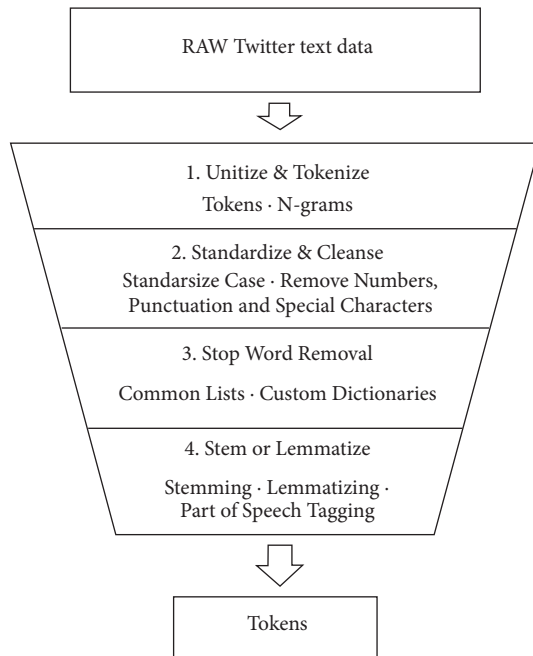 RAW Twitter text data
1. Unitize & Tokenize
Tokens · N-grams
2. Standardize & Cleanse
Standarsize Case · Remove Numbers,
Punctuation and Special Characters
3. Stop Word Removal
Common Lists · Custom Dictionaries
4. Stem or Lemmatize
Stemming · Lemmatizing ·
Part of Speech Tagging
Tokens